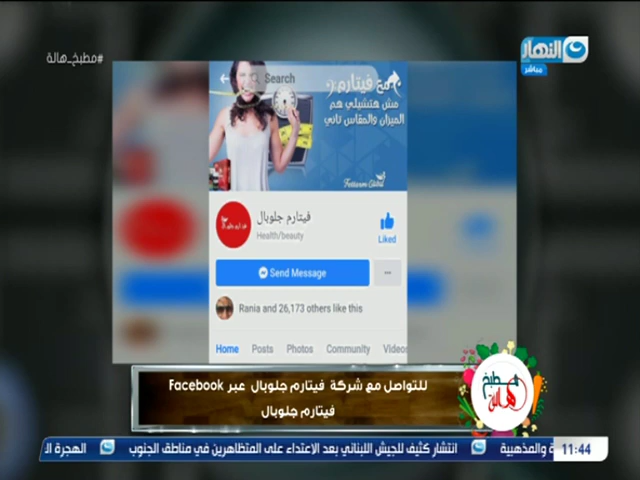 #مطبخ_هالة
النهار
مباشر
Search
مع فيتارم :)
مش هتشيلي هم
الميزان والمقاس تاني
فيتارم جلوبال
Health/beauty
Liked
Send Message
Rania and 26,173 others like this
Home Posts Photos Community Videos
للتواصل مع شركة فيتارم جلوبال عبر Facebook
فيتارم جلوبال
مطبخ
هالة
11:44
ة والمذهبية
انتشار كثيف للجيش اللبناني بعد الاعتداء على المتظاهرين في مناطق الجنوب
الهجرة الـ